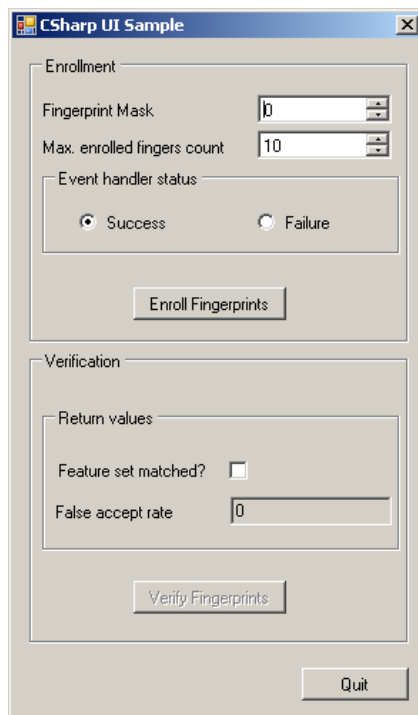 CSharp UI Sample
Enrollment
Fingerprint Mask 0
Max. enrolled fingers count 10
Event handler status
Success Failure
Enroll Fingerprints
Verification
Return values
Feature set matched?
False accept rate 0
Verify Fingerprints
Quit